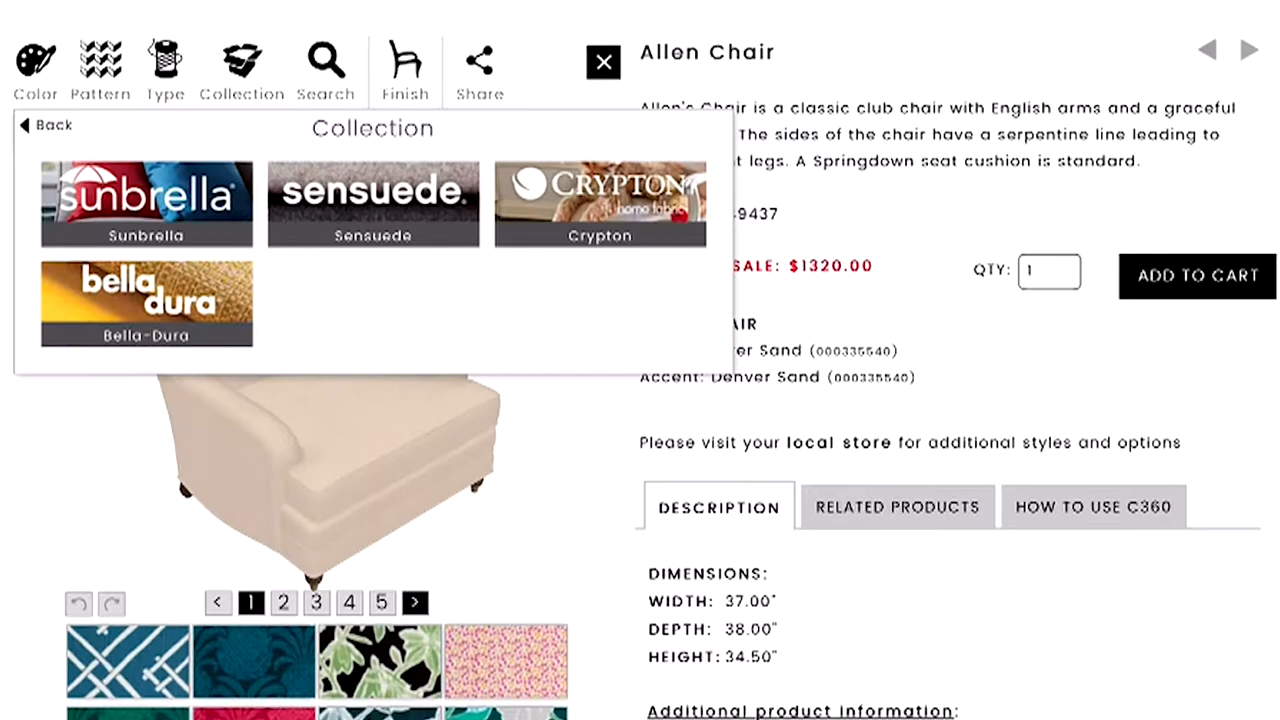 Color Pattern Type Collection Search Finish Share
Back
Collection
sunbrella®
Sunbrella
sensuede.
Sensuede
CRYPTON
home fabric
Crypton
bella dura
Bella-Dura
< 1 2 3 4 5 >
Allen Chair
Allen's Chair is a classic club chair with English arms and a graceful
The sides of the chair have a serpentine line leading to
legs. A Springdown seat cushion is standard.
9437
SALE: $1320.00
QTY: 1
ADD TO CART
AIR
er Sand (000335540)
Accent: Denver Sand (000335540)
Please visit your local store for additional styles and options
DESCRIPTION
RELATED PRODUCTS
HOW TO USE C360
DIMENSIONS:
WIDTH: 37.00"
DEPTH: 38.00"
HEIGHT: 34.50"
Additional product information: